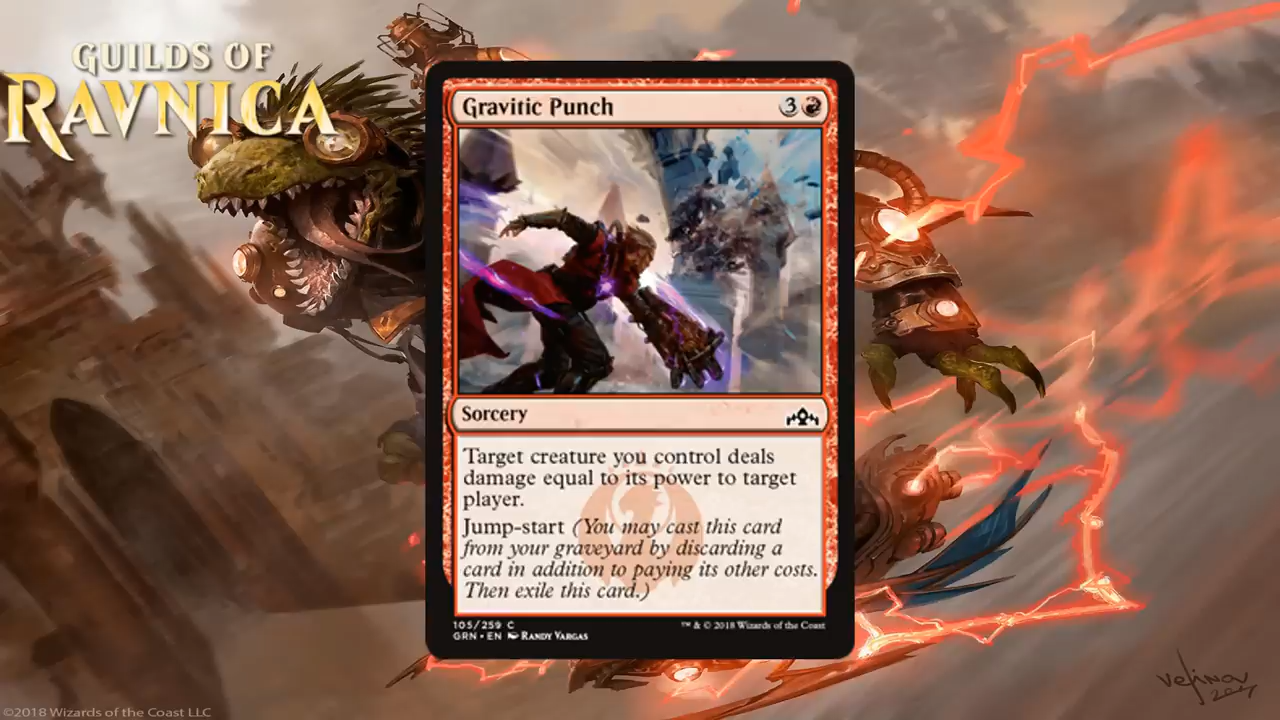 GUILDS OF
RAVNICA
Gravitic Punch
3
Sorcery
Target creature you control deals
damage equal to its power to target
player.
Jump-start (You may cast this card
from your graveyard by discarding a
card in addition to paying its other costs.
Then exile this card.)
105/259 C
GRN • EN RANDY VARGAS
™ & © 2018 Wizards of the Coast
©2018 Wizards of the Coast LLC